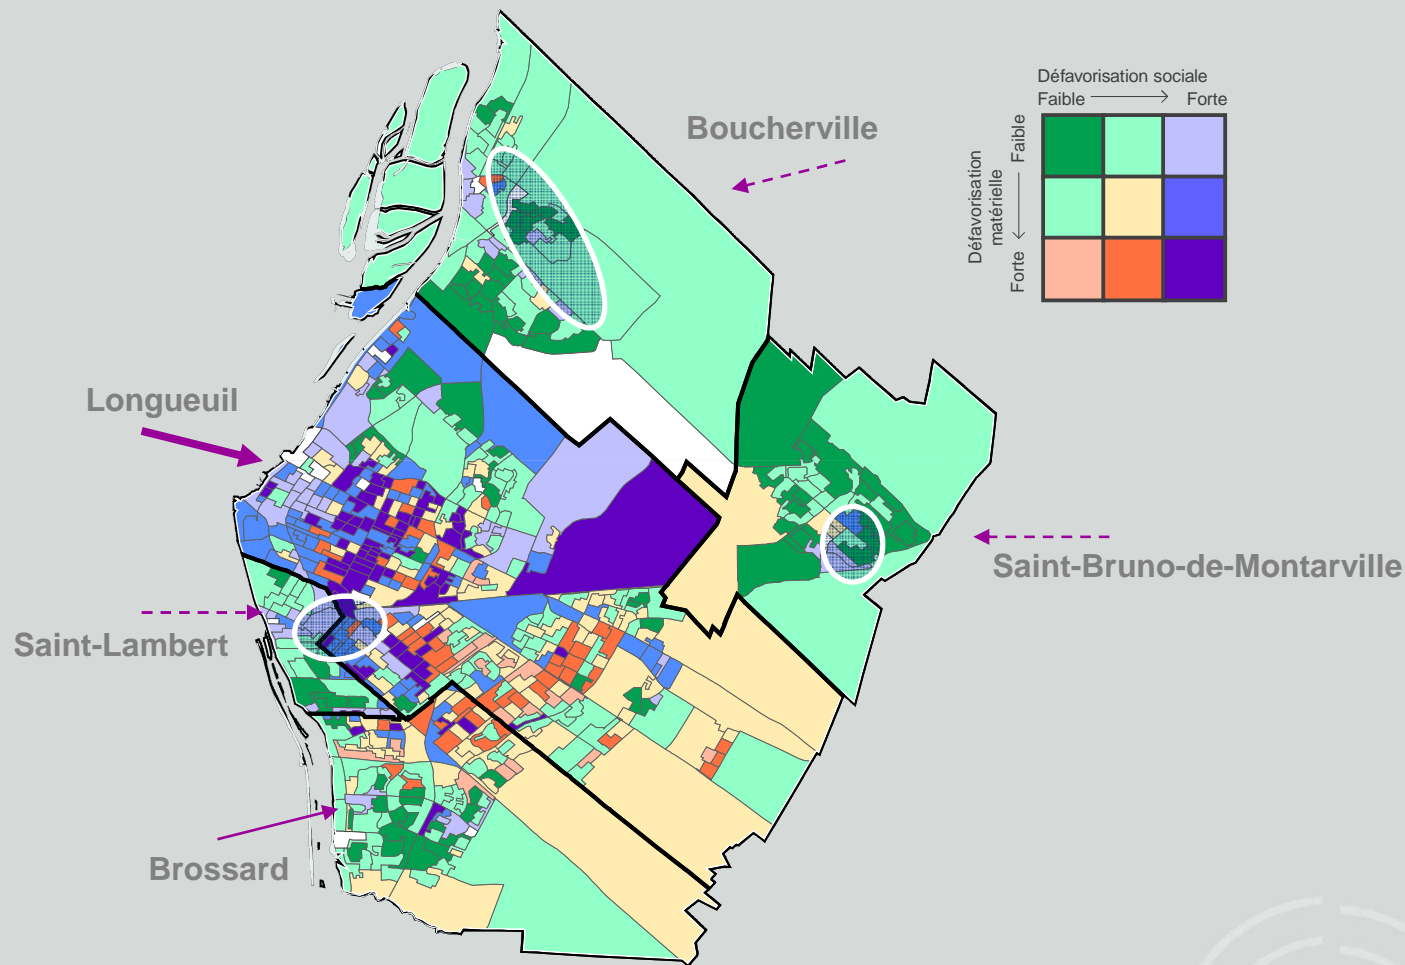 Défavorisation sociale
Faible
Forte
Défavorisation
matérielle
Faible
Forte
Boucherville
Longueuil
Saint-Bruno-de-Montarville
Saint-Lambert
Brossard